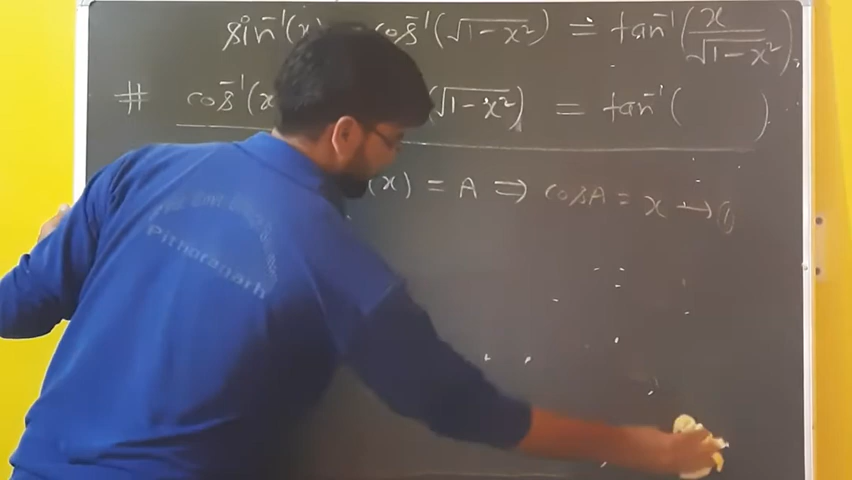 sin⁻¹(x) cos⁻¹(√1-x²) = tan⁻¹(x/√1-x²),
# cos⁻¹(x (√1-x²) = tan⁻¹( )
(x) = A ⇒ cosA = x → ①
Pithoragarh